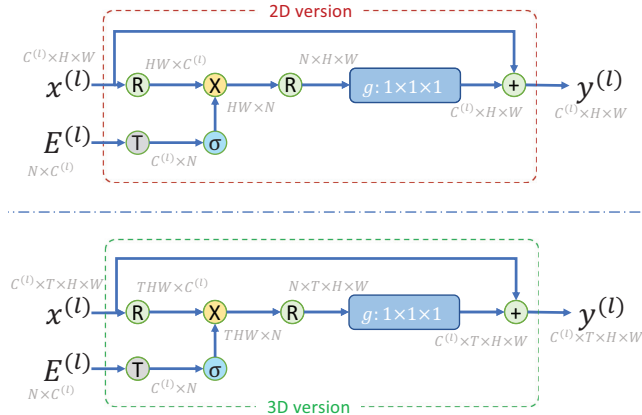 2D version
C^(l)×H×W HW×C^(l) N×H×W
x^(l) R X R g: 1×1×1 + y^(l)
HW×N C^(l)×H×W C^(l)×H×W
E^(l) T σ
N×C^(l) C^(l)×N
C^(l)×T×H×W THW×C^(l) N×T×H×W
x^(l) R X R g: 1×1×1 + y^(l)
THW×N C^(l)×T×H×W C^(l)×T×H×W
E^(l) T σ
N×C^(l) C^(l)×N
3D version